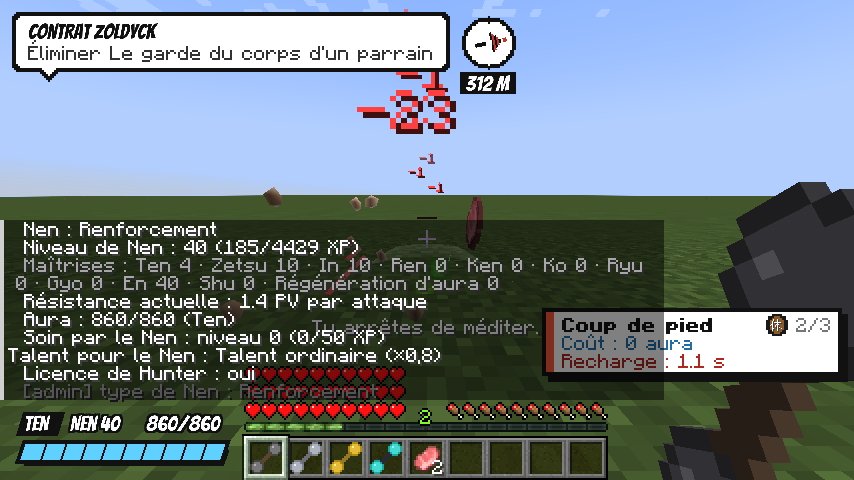 CONTRAT ZOLDYCK
Éliminer Le garde du corps d'un parrain
312 M
-23
-1
-1
-1
Nen : Renforcement
Niveau de Nen : 40 (185/4429 XP)
Maîtrises : Ten 4 · Zetsu 10 · In 10 · Ren 0 · Ken 0 · Ko 0 · Ryu
0 · Gyo 0 · En 40 · Shu 0 · Régénération d'aura 0
Résistance actuelle : 1.4 PV par attaque
Aura : 860/860 (Ten)
Tu arrêtes de méditer.
Soin par le Nen : niveau 0 (0/50 XP)
Talent pour le Nen : Talent ordinaire (×0,8)
Licence de Hunter : oui
[admin] type de Nen : Renforcement
Coup de pied
2/3
Coût : 0 aura
Recharge : 1.1 s
TEN NEN 40 860/860
2
2